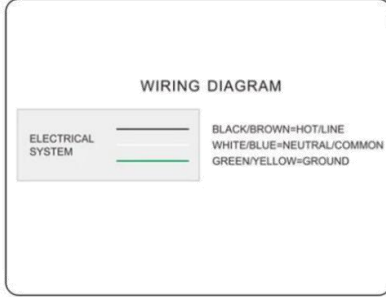 WIRING DIAGRAM
ELECTRICAL
SYSTEM
BLACK/BROWN=HOT/LINE
WHITE/BLUE=NEUTRAL/COMMON
GREEN/YELLOW=GROUND